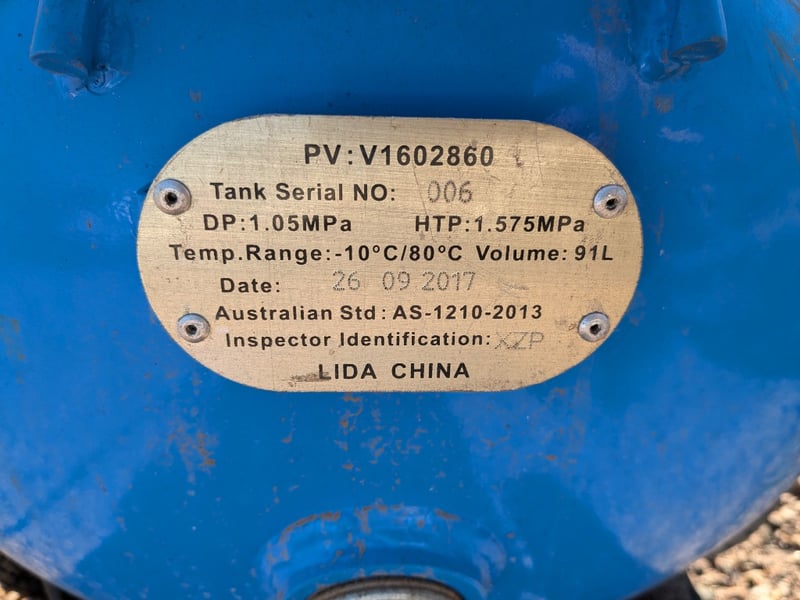 PV:V1602860
Tank Serial NO: 006
DP:1.05MPa HTP:1.575MPa
Temp.Range:-10°C/80°C Volume: 91L
Date: 26 09 2017
Australian Std: AS-1210-2013
Inspector Identification: XZP
LIDA CHINA